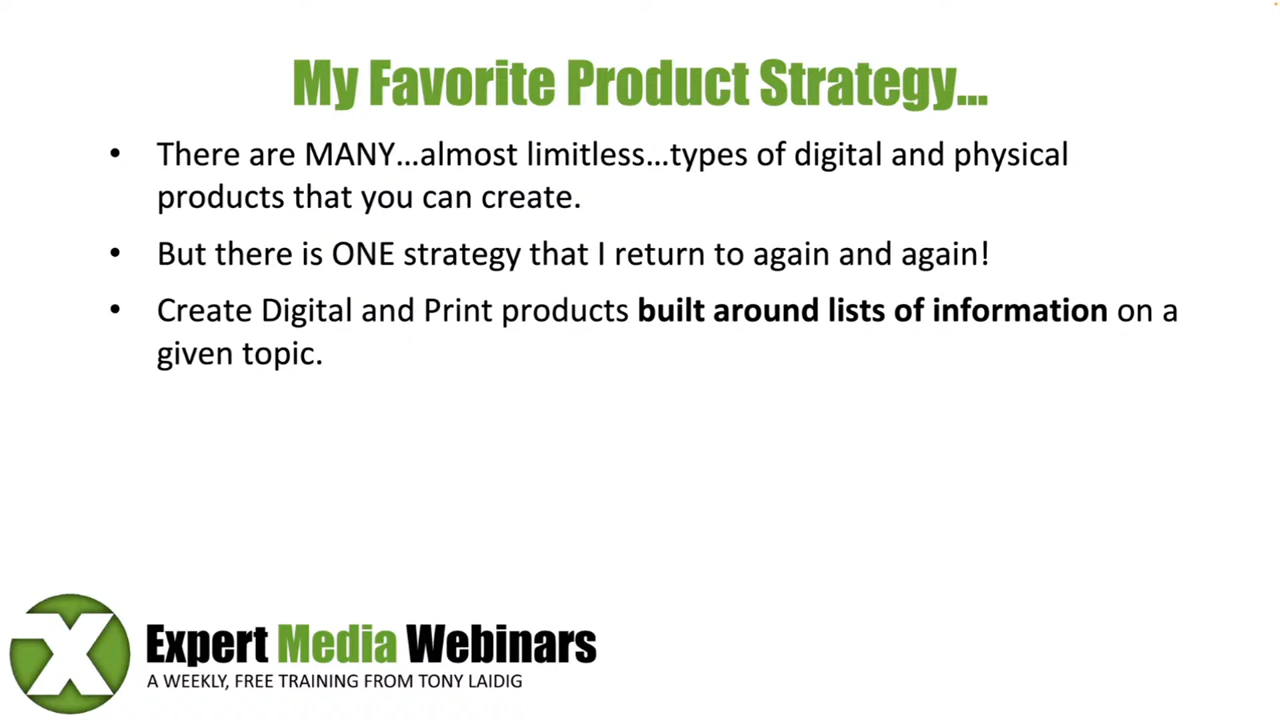 My Favorite Product Strategy...
• There are MANY...almost limitless...types of digital and physical
products that you can create.
• But there is ONE strategy that I return to again and again!
• Create Digital and Print products built around lists of information on a
given topic.
X
Expert Media Webinars
A WEEKLY, FREE TRAINING FROM TONY LAIDIG